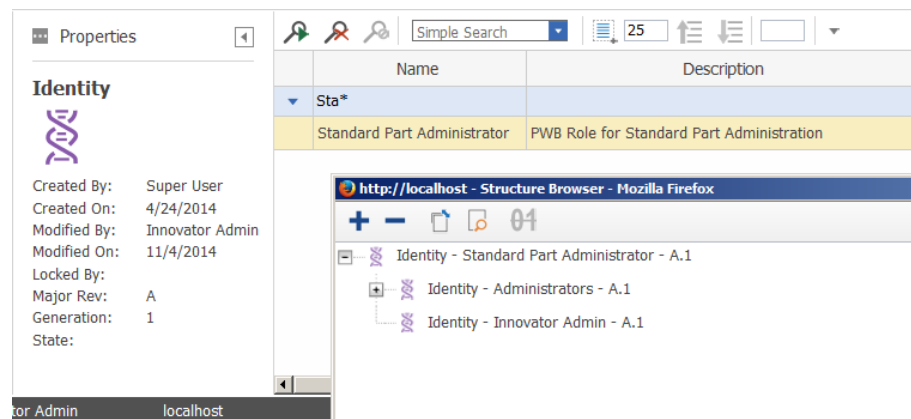 Properties
Identity
Created By: Super User
Created On: 4/24/2014
Modified By: Innovator Admin
Modified On: 11/4/2014
Locked By:
Major Rev: A
Generation: 1
State:
Simple Search
25
Name Description
Sta*
Standard Part Administrator PWB Role for Standard Part Administration
http://localhost - Structure Browser - Mozilla Firefox
01
Identity - Standard Part Administrator - A.1
Identity - Administrators - A.1
Identity - Innovator Admin - A.1
tor Admin localhost